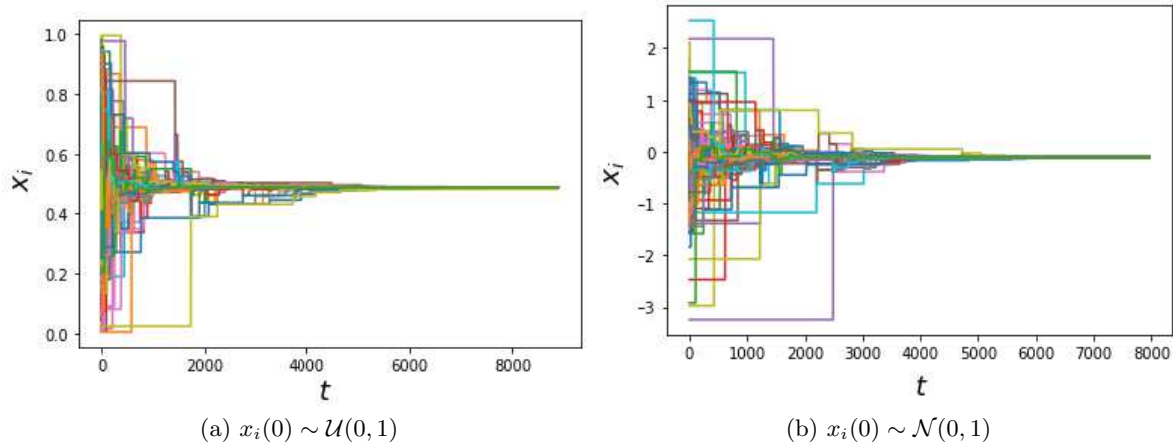 1.0
0.8
0.6
0.4
0.2
0.0
x_i
0 2000 4000 6000 8000
t
(a) x_i(0) ∼ 𝒰(0, 1)
2
1
0
−1
−2
−3
x_i
0 1000 2000 3000 4000 5000 6000 7000 8000
t
(b) x_i(0) ∼ 𝒩(0, 1)